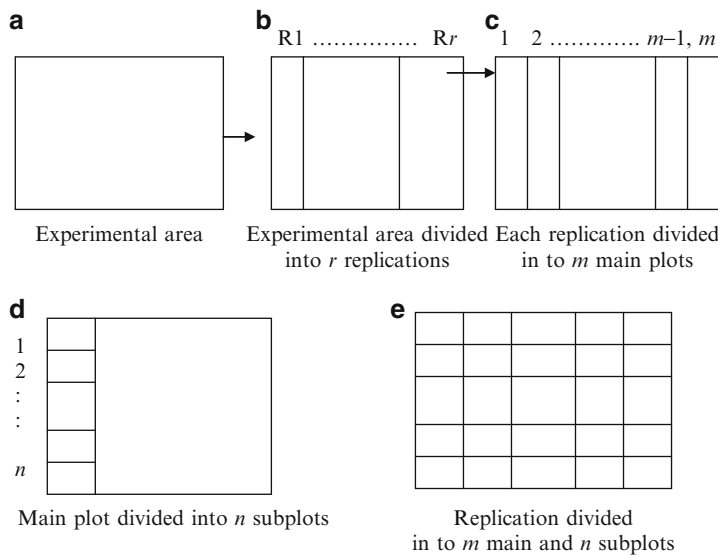 a
Experimental area
b
R1 ............... Rr
Experimental area divided
into r replications
c
1 2 ............. m–1, m
Each replication divided
in to m main plots
d
1
2
:
:
n
Main plot divided into n subplots
e
Replication divided
in to m main and n subplots